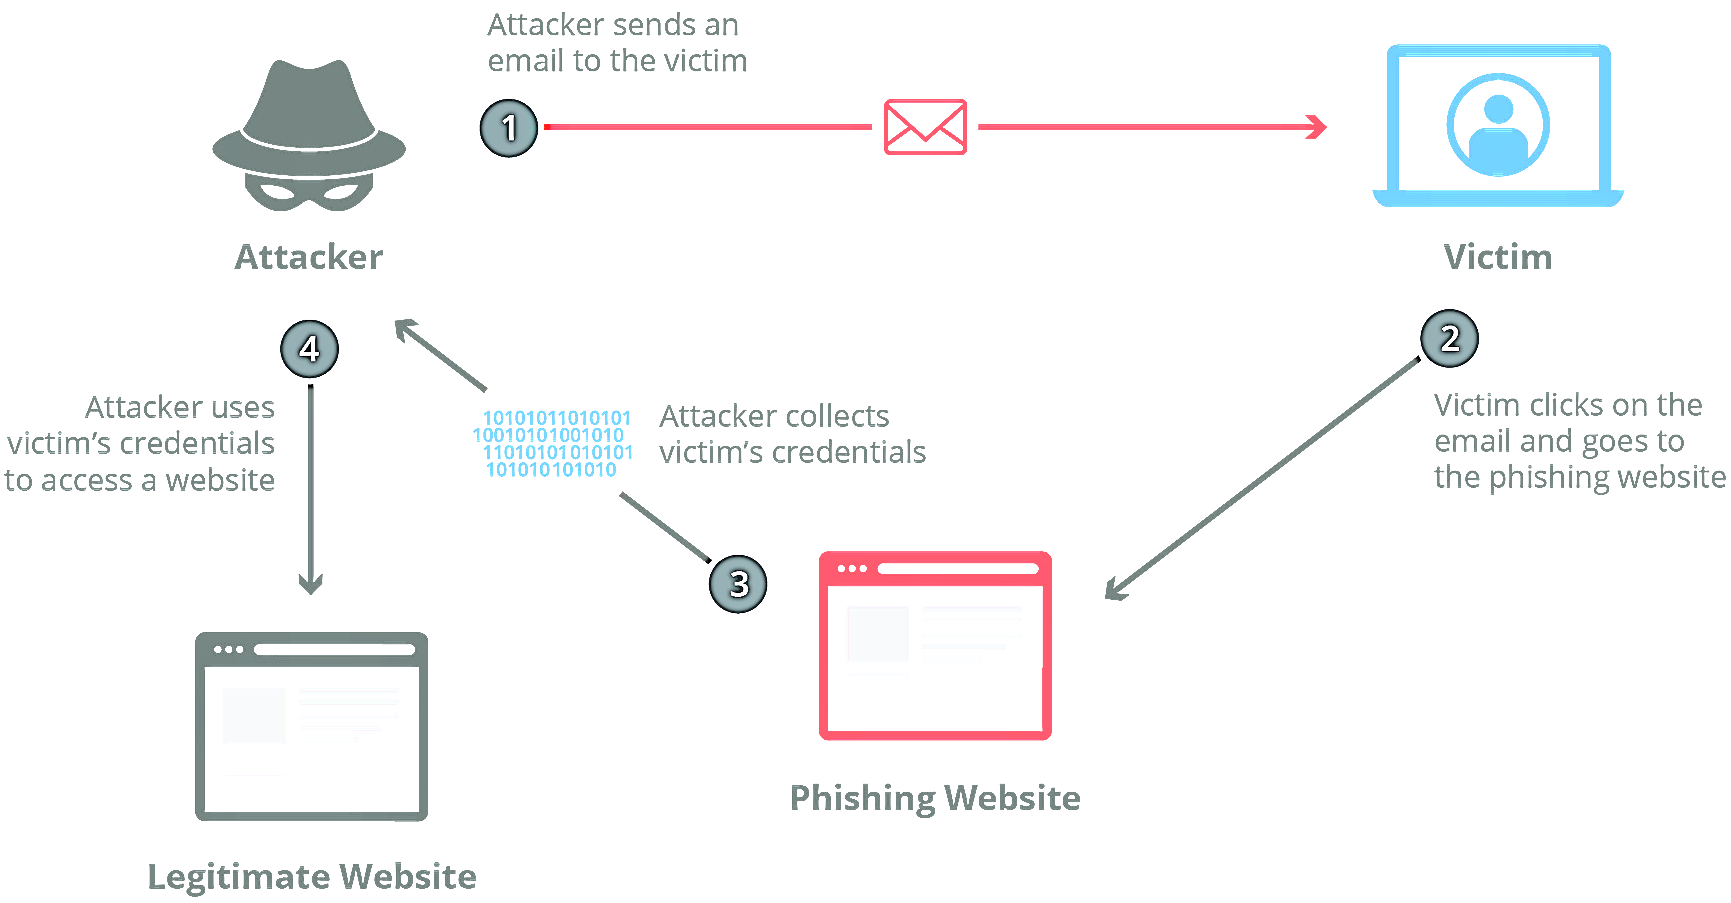 Attacker sends an
email to the victim
1
Attacker
Victim
2
Victim clicks on the
email and goes to
the phishing website
4
Attacker uses
victim’s credentials
to access a website
10101011010101
10010101001010
11010101010101
101010101010
Attacker collects
victim’s credentials
3
Phishing Website
Legitimate Website